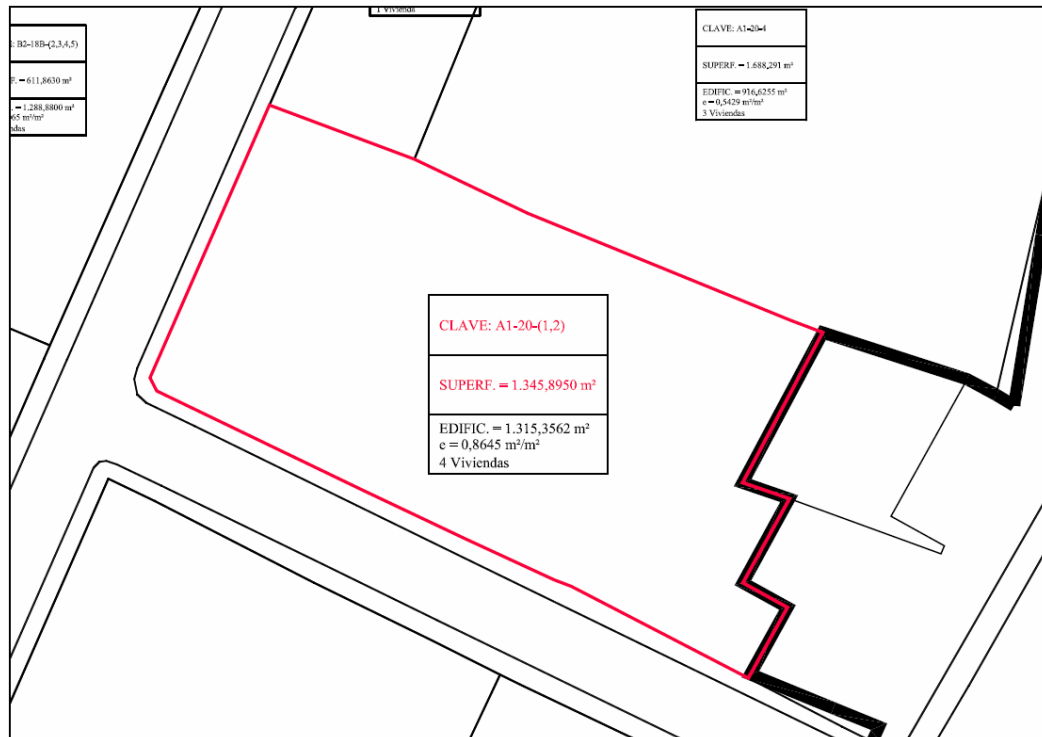 1 Vivienda
B2-18B-(2,3,4,5)
F. = 611,8630 m²
. = 1.288,8800 m²
65 m²/m²
ndas
CLAVE: A1-20-4
SUPERF. = 1.688,291 m²
EDIFIC. = 916,6255 m²
e = 0,5429 m²/m²
3 Viviendas
CLAVE: A1-20-(1,2)
SUPERF. = 1.345,8950 m²
EDIFIC. = 1.315,3562 m²
e = 0,8645 m²/m²
4 Viviendas